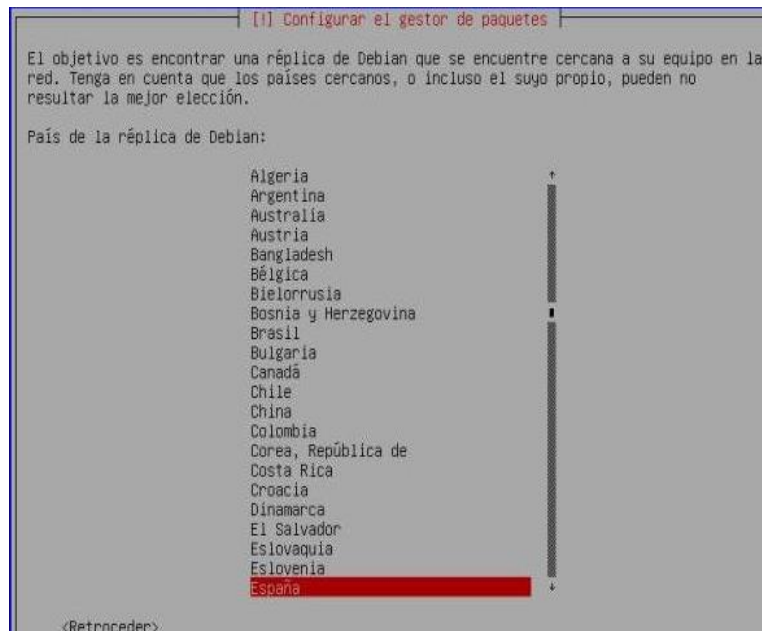 [!] Configurar el gestor de paquetes
El objetivo es encontrar una réplica de Debian que se encuentre cercana a su equipo en la
red. Tenga en cuenta que los países cercanos, o incluso el suyo propio, pueden no
resultar la mejor elección.
País de la réplica de Debian:
Algeria
Argentina
Australia
Austria
Bangladesh
Bélgica
Bielorrusia
Bosnia y Herzegovina
Brasil
Bulgaria
Canadá
Chile
China
Colombia
Corea, República de
Costa Rica
Croacia
Dinamarca
El Salvador
Eslovaquia
Eslovenia
España
<Retroceder>